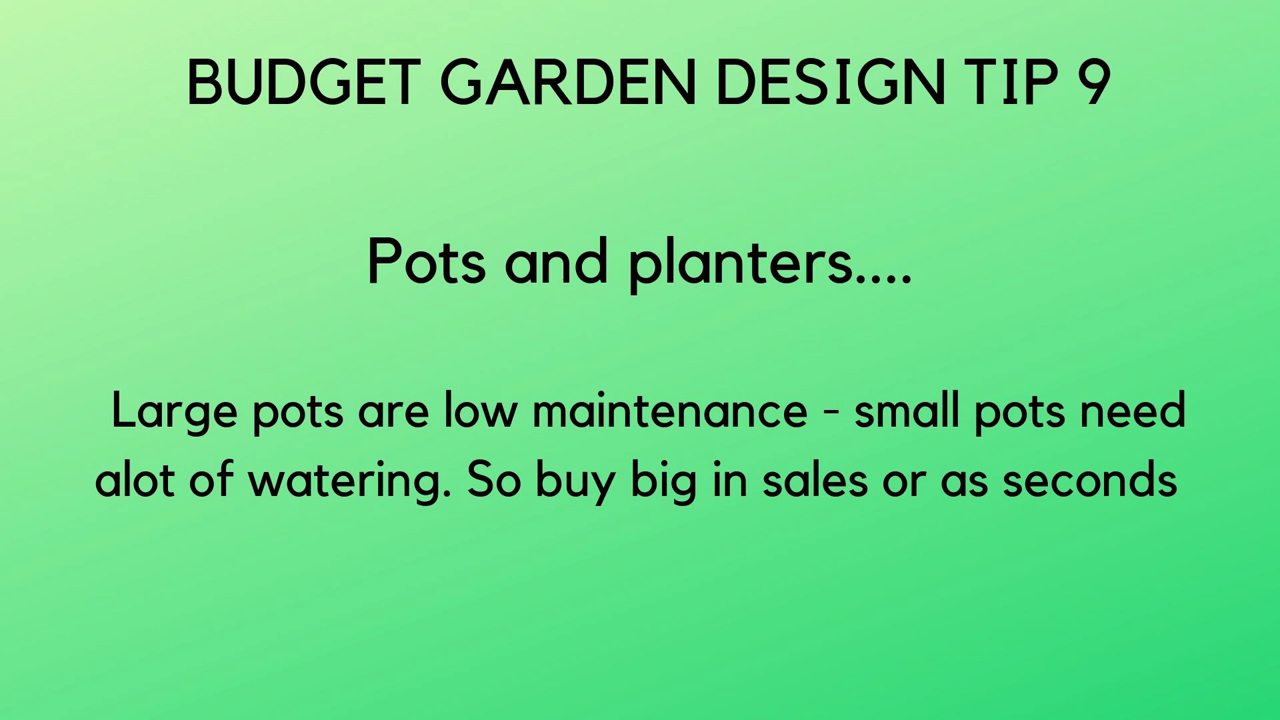 BUDGET GARDEN DESIGN TIP 9
Pots and planters....
Large pots are low maintenance - small pots need
alot of watering. So buy big in sales or as seconds